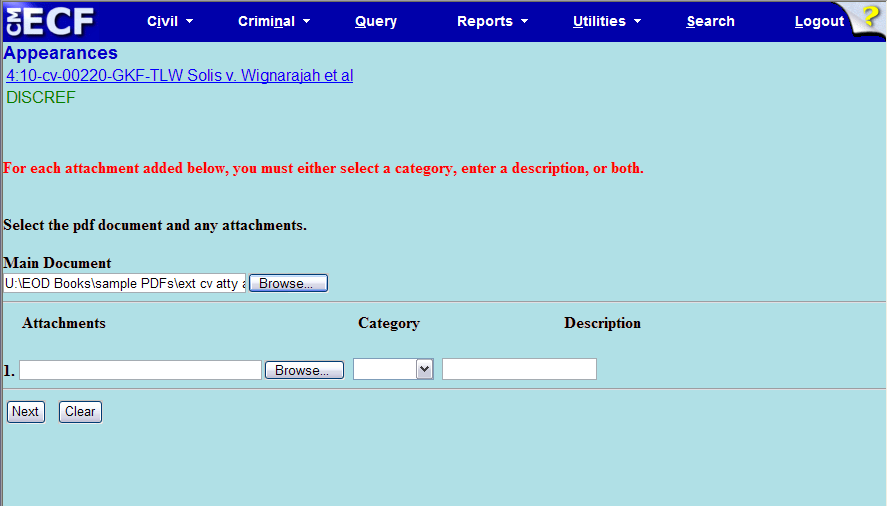 CM ECF Civil Criminal Query Reports Utilities Search Logout ?
Appearances
4:10-cv-00220-GKF-TLW Solis v. Wignarajah et al
DISCREF
For each attachment added below, you must either select a category, enter a description, or both.
Select the pdf document and any attachments.
Main Document
U:\EOD Books\sample PDFs\ext cv atty a Browse...
Attachments Category Description
1. Browse...
Next Clear